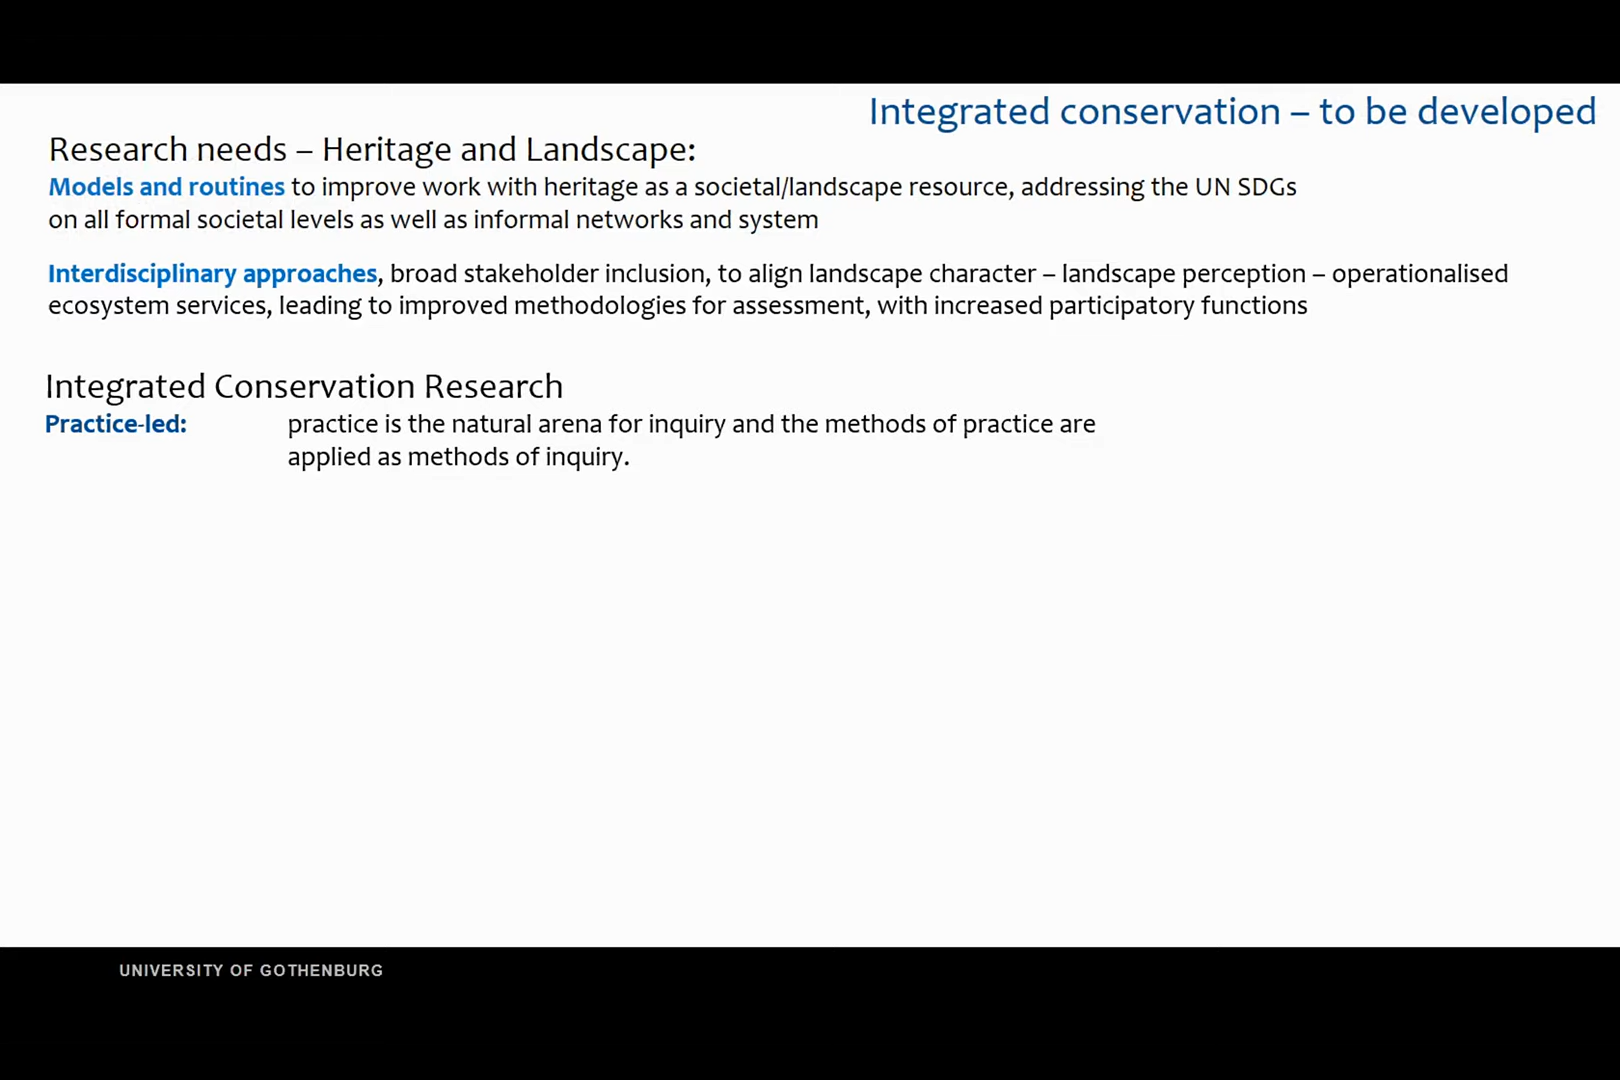 Integrated conservation – to be developed
Research needs – Heritage and Landscape:
Models and routines to improve work with heritage as a societal/landscape resource, addressing the UN SDGs
on all formal societal levels as well as informal networks and system
Interdisciplinary approaches, broad stakeholder inclusion, to align landscape character – landscape perception – operationalised
ecosystem services, leading to improved methodologies for assessment, with increased participatory functions
Integrated Conservation Research
Practice-led: practice is the natural arena for inquiry and the methods of practice are
applied as methods of inquiry.
UNIVERSITY OF GOTHENBURG